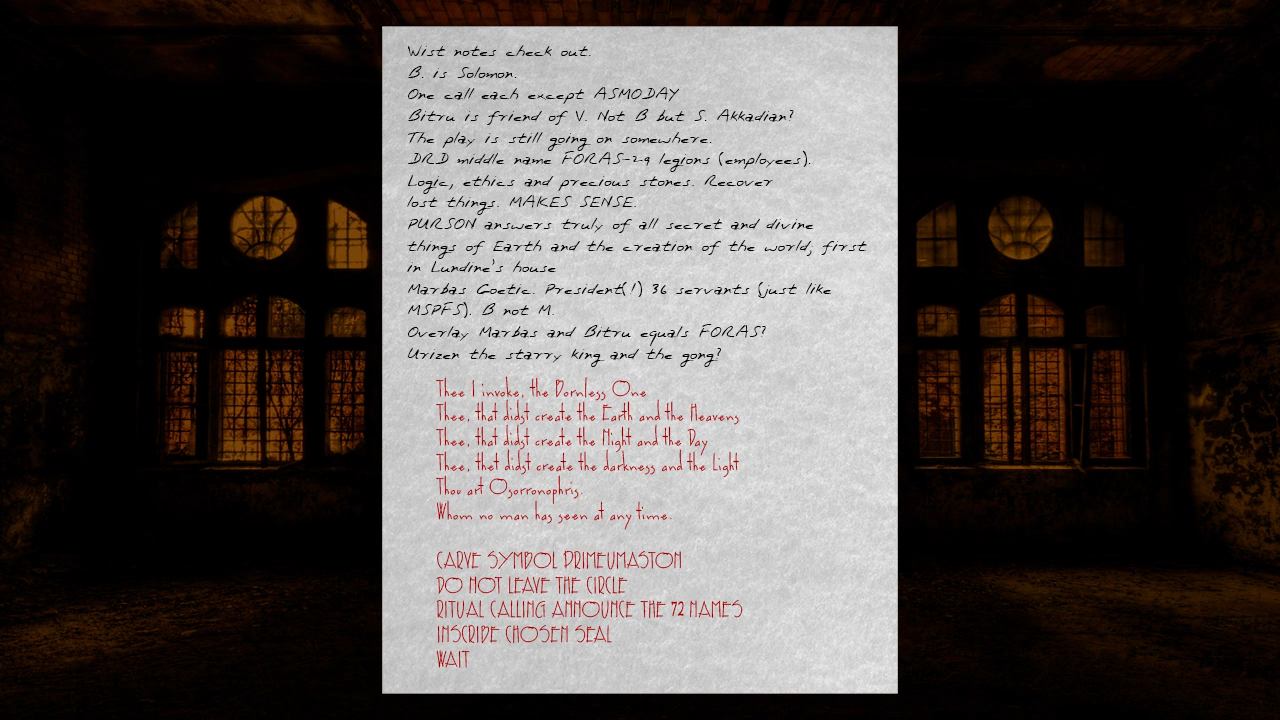 Wist notes check out.
B. is Solomon.
One call each except ASMODAY
Bitru is friend of V. Not B but S. Akkadian?
The play is still going on somewhere.
DRD middle name FORAS-29 legions (employees).
Logic, ethics and precious stones. Recover
lost things. MAKES SENSE.
PURSON answers truly of all secret and divine
things of Earth and the creation of the world; first
in Lundine's house
Marbas Goetic. President(!) 36 servants (just like
MSPFS). B not M.
Overlay Marbas and Bitru equals FORAS?
Urizen the starry king and the gong?
Thee I invoke, the Bornless One
Thee, that didst create the Earth and the Heavens
Thee, that didst create the Night and the Day
Thee, thet didst create the darkness and the Light
Thou art Osorronophris.
Whom no man has seen at any time.
CARVE SYMBOL PRIMEUMASTON
DO NOT LEAVE THE CIRCLE
RITUAL CALLING ANNOUNCE THE 72 NAMES
INSCRIBE CHOSEN SEAL
WAIT